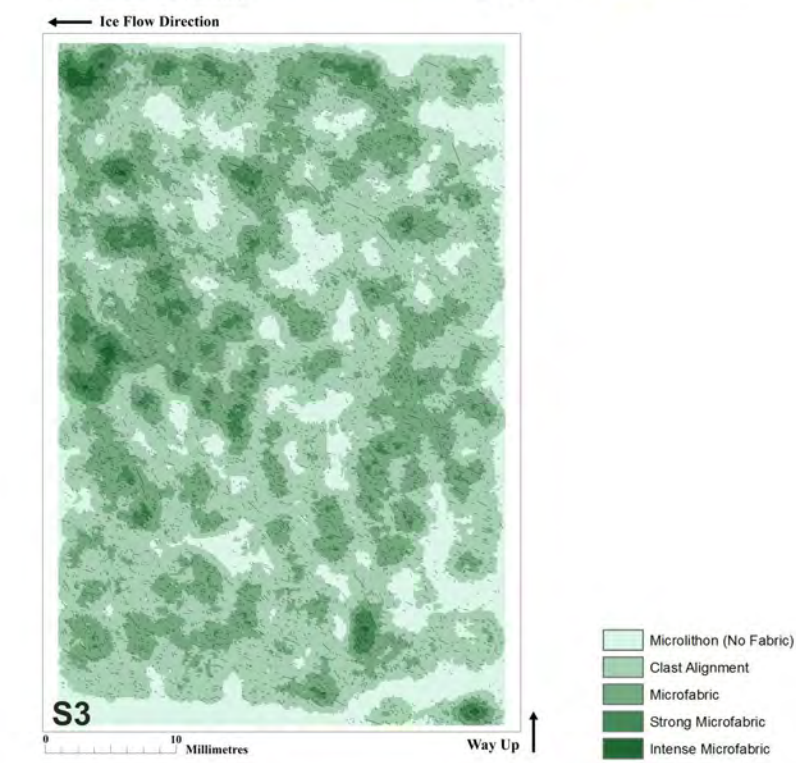 Ice Flow Direction
Microlithon (No Fabric)
Clast Alignment
Microfabric
Strong Microfabric
Intense Microfabric
S3
0 10
Millimetres
Way Up